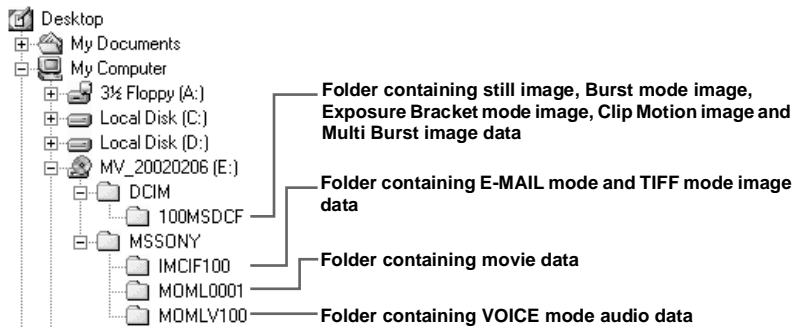 Desktop
My Documents
My Computer
3½ Floppy (A:)
Local Disk (C:)
Local Disk (D:)
MV_20020206 (E:)
DCIM
100MSDCF
MSSONY
IMCIF100
MOML0001
MOMLV100
Folder containing still image, Burst mode image,
Exposure Bracket mode image, Clip Motion image and
Multi Burst image data
Folder containing E-MAIL mode and TIFF mode image
data
Folder containing movie data
Folder containing VOICE mode audio data